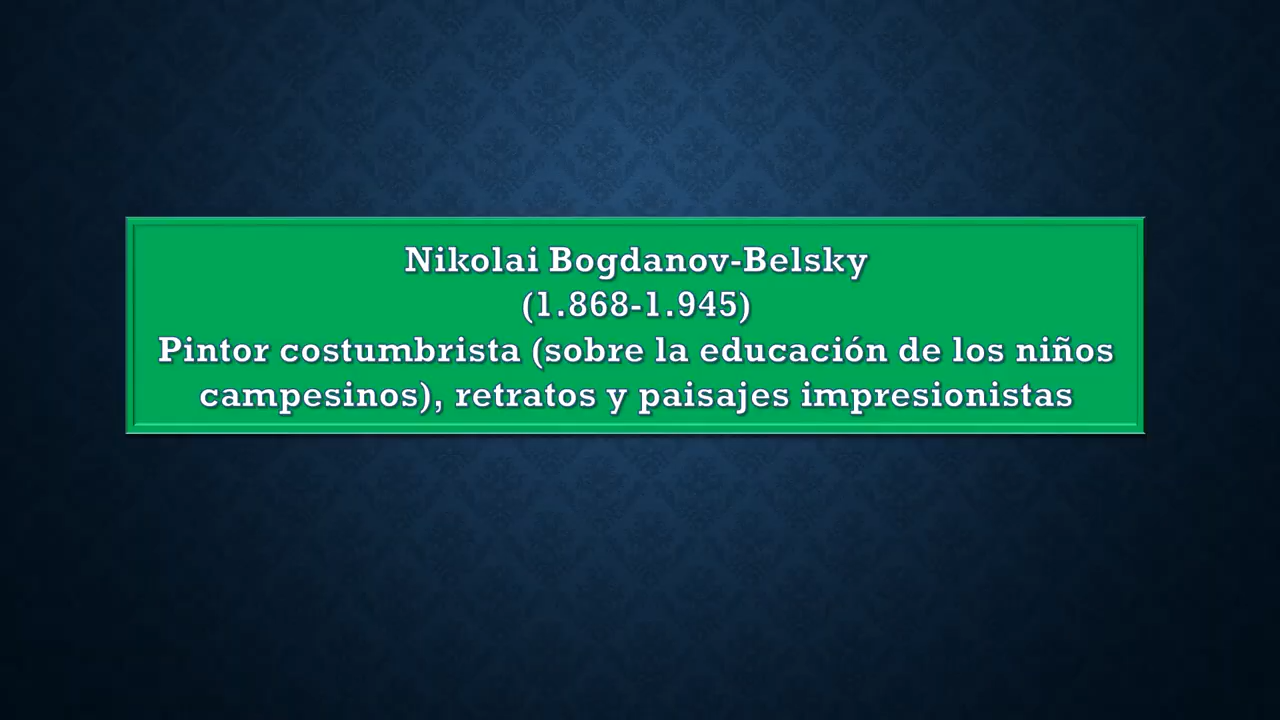 Nikolai Bogdanov-Belsky
(1.868-1.945)
Pintor costumbrista (sobre la educación de los niños
campesinos), retratos y paisajes impresionistas